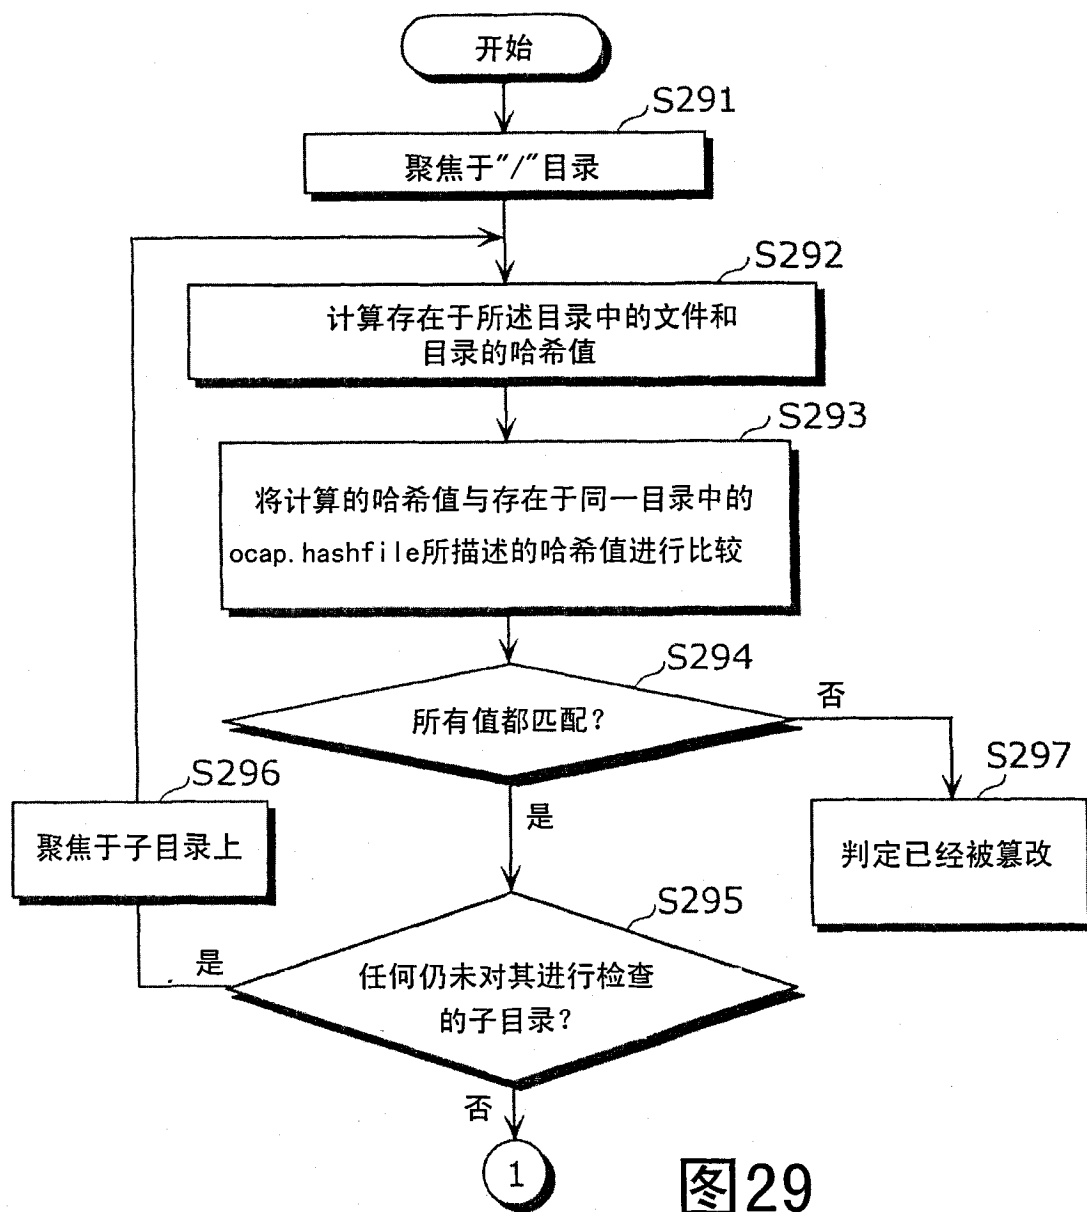 开始
S291
聚焦于"/"目录
S292
计算存在于所述目录中的文件和
目录的哈希值
S293
将计算的哈希值与存在于同一目录中的
ocap.hashfile所描述的哈希值进行比较
S294
所有值都匹配?
否
S297
判定已经被篡改
是
S296
聚焦于子目录上
S295
任何仍未对其进行检查
的子目录?
是
否
1
图29